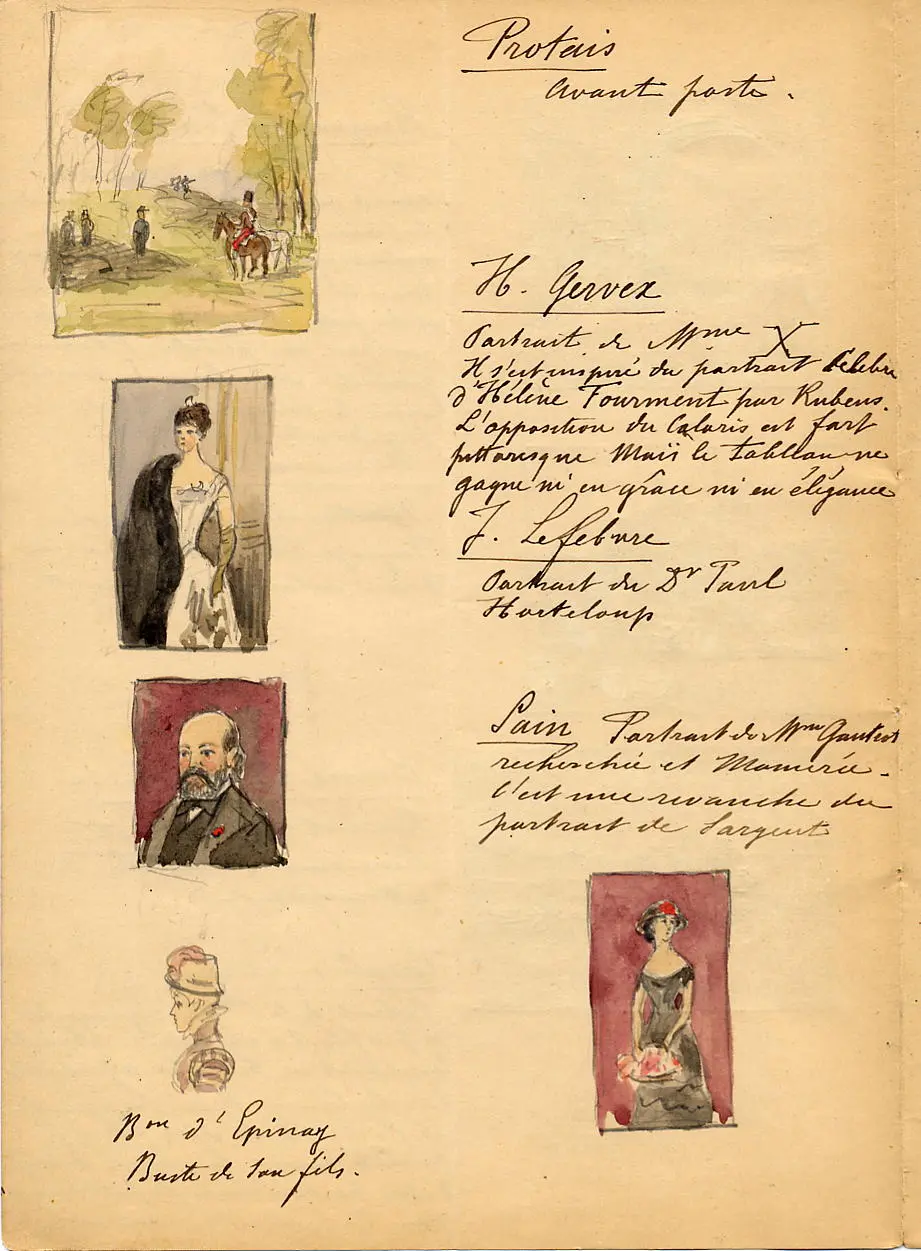 Protais
Avant poste.
H. Gervex
Portrait de Mme X
Il s'est inspiré du portrait célèbre
d'Hélène Fourment par Rubens.
L'opposition du Coloris est fort
pittoresque Mais le tableau ne
gagne ni en grâce ni en élégance
J. Lefebvre
Portrait du Dr Paul
Horteloup
Sain Portrait de Mme Gautrot
recherchée et Maniérée.
C'est une revanche du
portrait de Sargent
Bon d'Epinay
Buste de son fils.